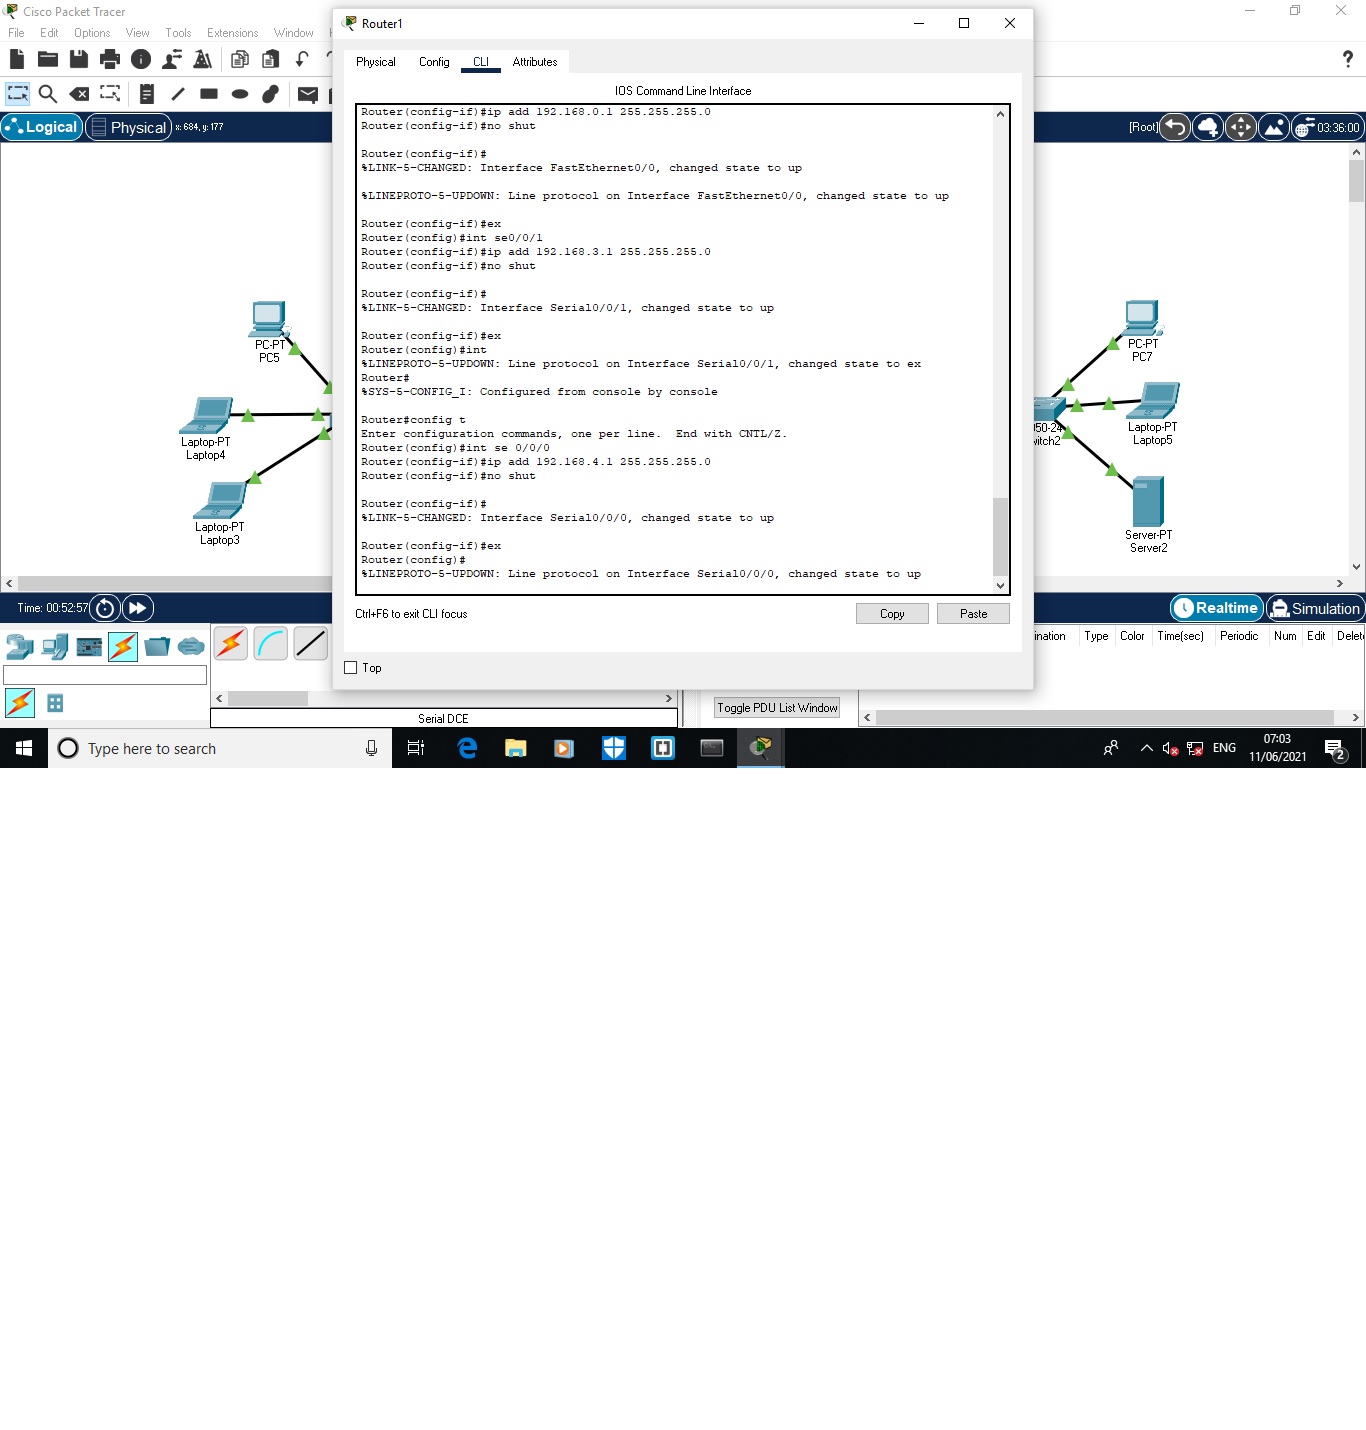 Cisco Packet Tracer
File Edit Options View Tools Extensions Window
Router1
Physical Config CLI Attributes
IOS Command Line Interface
Logical Physical x: 684, y: 177
[Root] 03:36:00
Router(config-if)#ip add 192.168.0.1 255.255.255.0
Router(config-if)#no shut
Router(config-if)#
%LINK-5-CHANGED: Interface FastEthernet0/0, changed state to up
%LINEPROTO-5-UPDOWN: Line protocol on Interface FastEthernet0/0, changed state to up
Router(config-if)#ex
Router(config)#int se0/0/1
Router(config-if)#ip add 192.168.3.1 255.255.255.0
Router(config-if)#no shut
Router(config-if)#
%LINK-5-CHANGED: Interface Serial0/0/1, changed state to up
Router(config-if)#ex
Router(config)#int
%LINEPROTO-5-UPDOWN: Line protocol on Interface Serial0/0/1, changed state to ex
Router#
%SYS-5-CONFIG_I: Configured from console by console
Router#config t
Enter configuration commands, one per line. End with CNTL/Z.
Router(config)#int se 0/0/0
Router(config-if)#ip add 192.168.4.1 255.255.255.0
Router(config-if)#no shut
Router(config-if)#
%LINK-5-CHANGED: Interface Serial0/0/0, changed state to up
Router(config-if)#ex
Router(config)#
%LINEPROTO-5-UPDOWN: Line protocol on Interface Serial0/0/0, changed state to up
Ctrl+F6 to exit CLI focus
Copy Paste
Top
PC-PT
PC5
Laptop-PT
Laptop4
Laptop-PT
Laptop3
PC-PT
PC7
50-24
witch2
Laptop-PT
Laptop5
Server-PT
Server2
Time: 00:52:57
Realtime Simulation
ination Type Color Time(sec) Periodic Num Edit Delet
Toggle PDU List Window
Serial DCE
Type here to search
ENG
07:03
11/06/2021
2